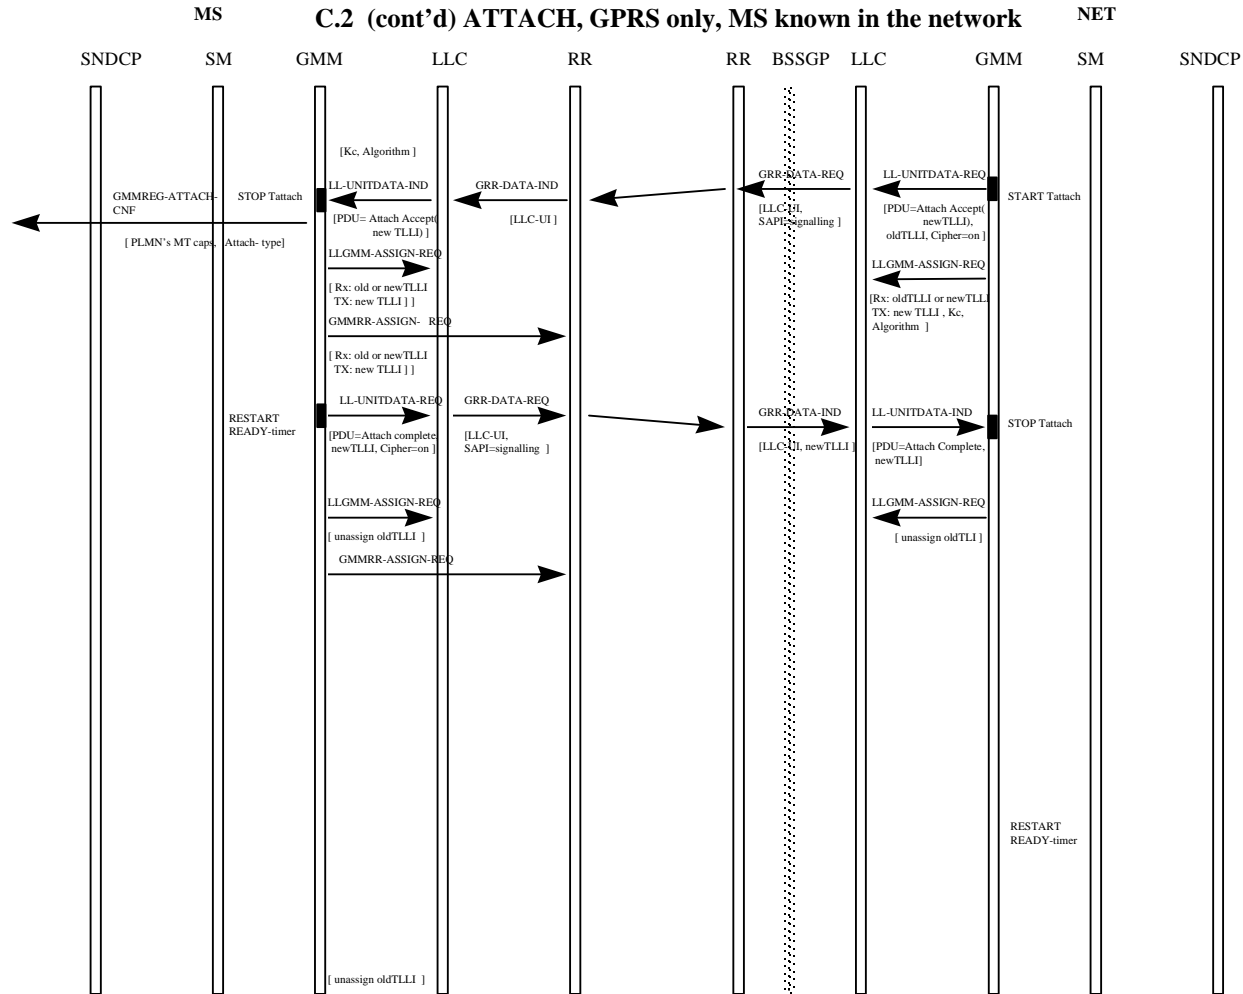 MS
C.2 (cont'd) ATTACH, GPRS only, MS known in the network
NET
SNDCP SM GMM LLC RR RR BSSGP LLC GMM SM SNDCP
[Kc, Algorithm ]
GMMREG-ATTACH-
CNF
STOP Tattach
LL-UNITDATA-IND
GRR-DATA-IND
GRR-DATA-REQ
LL-UNITDATA-REQ
START Tattach
[PDU= Attach Accept(
new TLLI) ]
[LLC-UI ]
[LLC-UI,
SAPI=signalling ]
[PDU=Attach Accept(
newTLLI),
oldTLLI, Cipher=on ]
[ PLMN's MT caps, Attach- type]
LLGMM-ASSIGN-REQ
LLGMM-ASSIGN-REQ
[ Rx: old or newTLLI
TX: new TLLI ] ]
[Rx: oldTLLI or newTLLI
TX: new TLLI , Kc,
Algorithm ]
GMMRR-ASSIGN- REQ
[ Rx: old or newTLLI
TX: new TLLI ] ]
RESTART
READY-timer
LL-UNITDATA-REQ
GRR-DATA-REQ
GRR-DATA-IND
LL-UNITDATA-IND
STOP Tattach
[PDU=Attach complete,
newTLLI, Cipher=on ]
[LLC-UI,
SAPI=signalling ]
[LLC-UI, newTLLI ]
[PDU=Attach Complete,
newTLLI]
LLGMM-ASSIGN-REQ
LLGMM-ASSIGN-REQ
[ unassign oldTLLI ]
[ unassign oldTLI ]
GMMRR-ASSIGN-REQ
RESTART
READY-timer
[ unassign oldTLLI ]